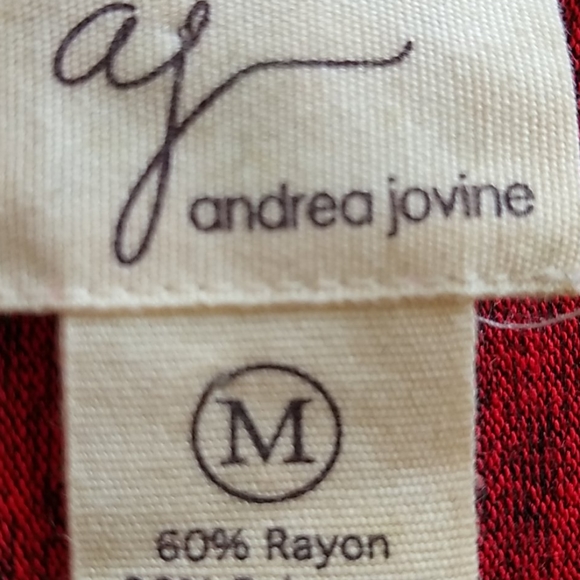 aj
andrea jovine
M
60% Rayon